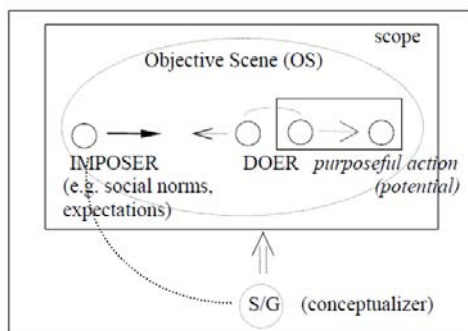 scope
Objective Scene (OS)
IMPOSER
(e.g. social norms,
expectations)
DOER
purposeful action
(potential)
S/G
(conceptualizer)